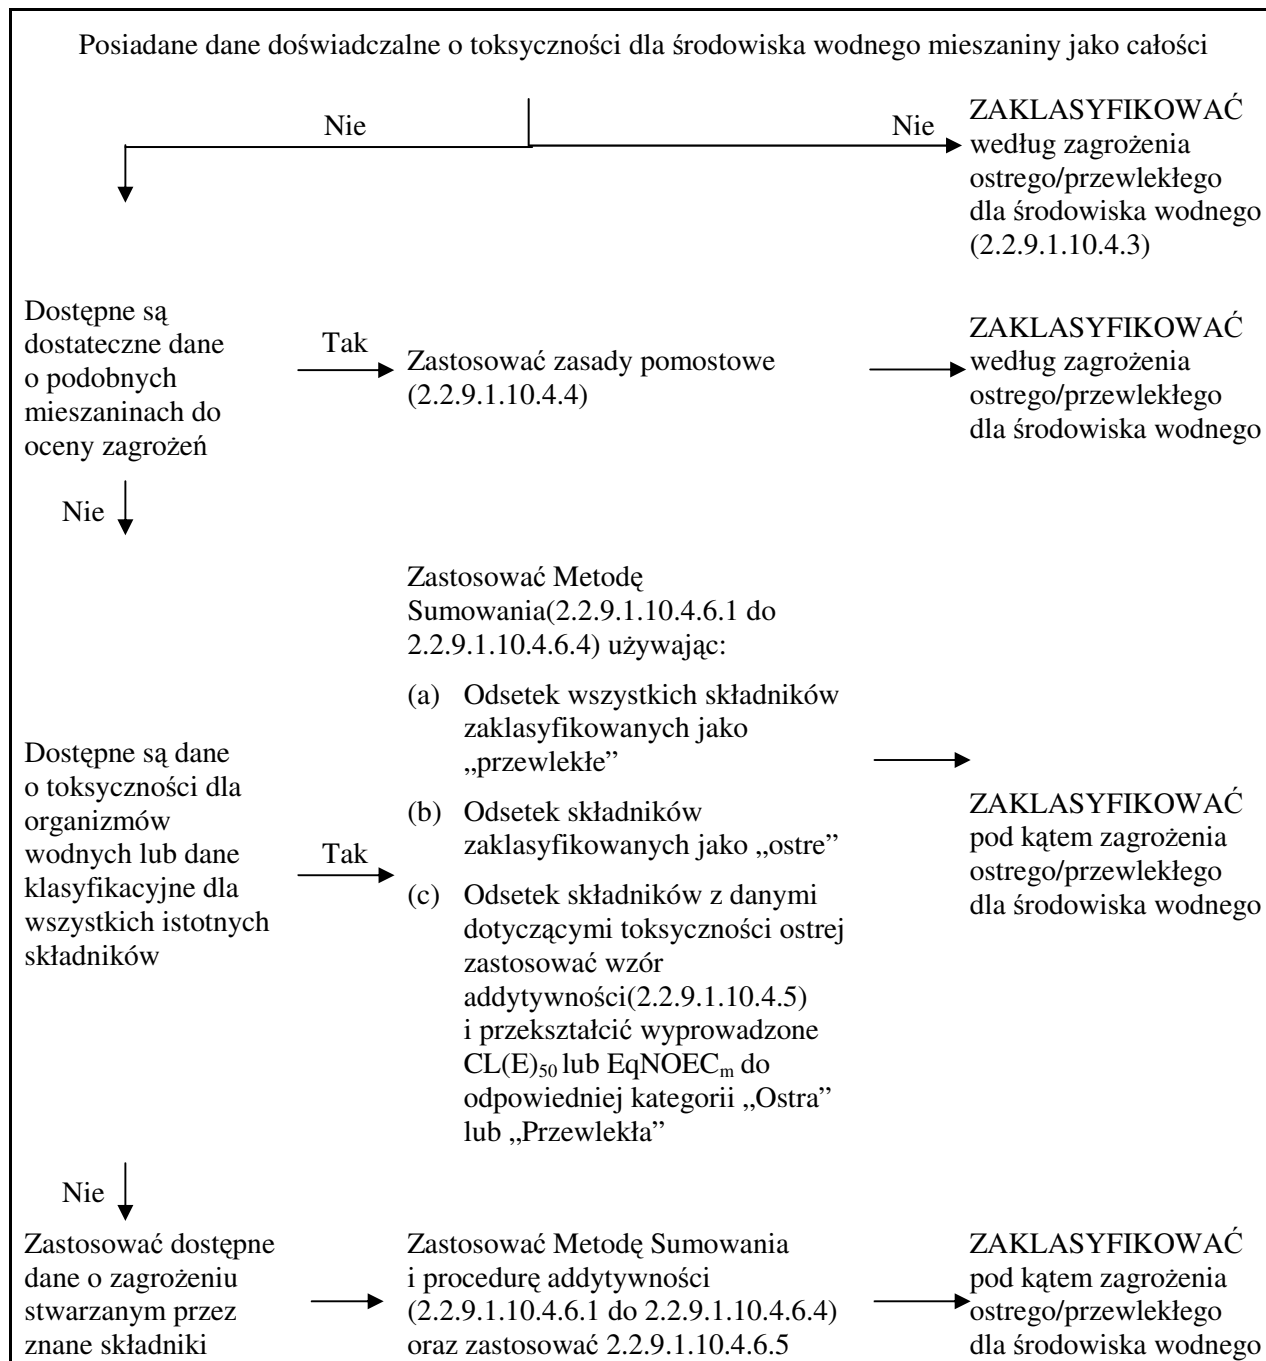 Posiadane dane doświadczalne o toksyczności dla środowiska wodnego mieszaniny jako całości
Nie
Nie
ZAKLASYFIKOWAĆ
według zagrożenia
ostrego/przewlekłego
dla środowiska wodnego
(2.2.9.1.10.4.3)
Dostępne są
dostateczne dane
o podobnych
mieszaninach do
oceny zagrożeń
Tak
Zastosować zasady pomostowe
(2.2.9.1.10.4.4)
ZAKLASYFIKOWAĆ
według zagrożenia
ostrego/przewlekłego
dla środowiska wodnego
Nie
Dostępne są dane
o toksyczności dla
organizmów
wodnych lub dane
klasyfikacyjne dla
wszystkich istotnych
składników
Tak
Zastosować Metodę
Sumowania(2.2.9.1.10.4.6.1 do
2.2.9.1.10.4.6.4) używając:
(a) Odsetek wszystkich składników
zaklasyfikowanych jako
„przewlekłe”
(b) Odsetek składników
zaklasyfikowanych jako „ostre”
(c) Odsetek składników z danymi
dotyczącymi toksyczności ostrej
zastosować wzór
addytywności(2.2.9.1.10.4.5)
i przekształcić wyprowadzone
CL(E)₅₀ lub EqNOECₘ do
odpowiedniej kategorii „Ostra”
lub „Przewlekła”
ZAKLASYFIKOWAĆ
pod kątem zagrożenia
ostrego/przewlekłego
dla środowiska wodnego
Nie
Zastosować dostępne
dane o zagrożeniu
stwarzanym przez
znane składniki
Zastosować Metodę Sumowania
i procedurę addytywności
(2.2.9.1.10.4.6.1 do 2.2.9.1.10.4.6.4)
oraz zastosować 2.2.9.1.10.4.6.5
ZAKLASYFIKOWAĆ
pod kątem zagrożenia
ostrego/przewlekłego
dla środowiska wodnego